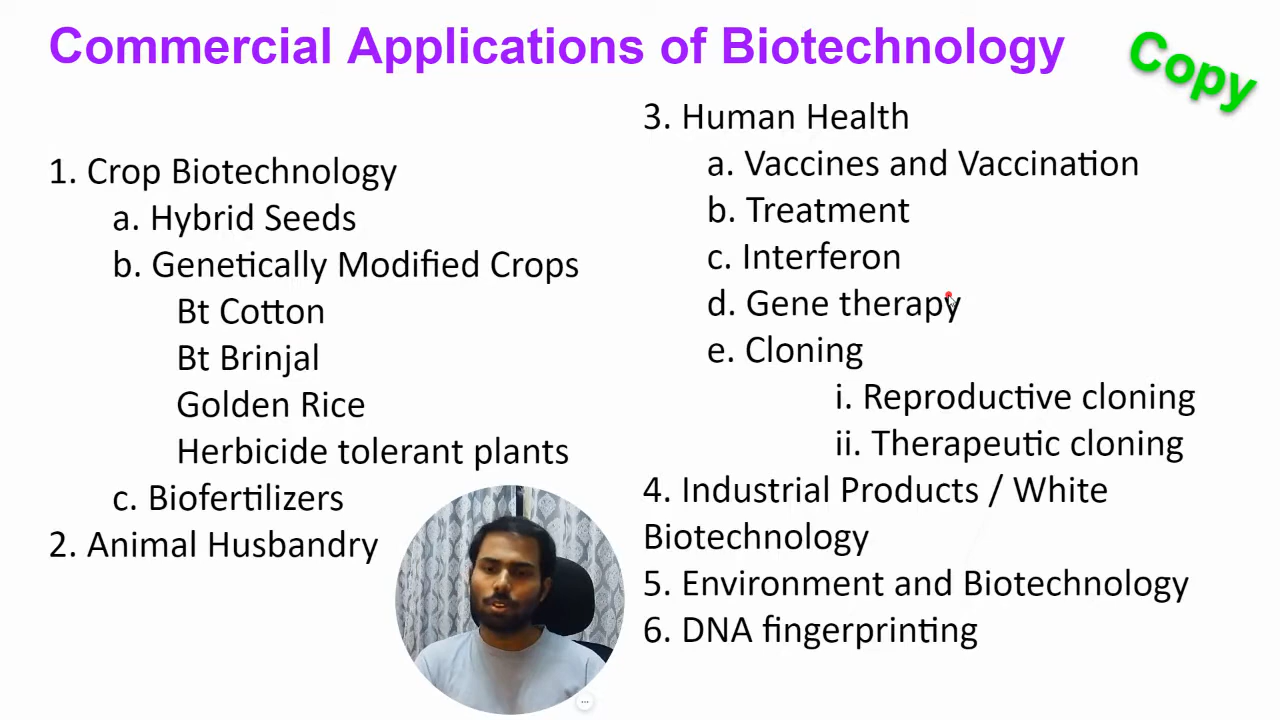 Commercial Applications of Biotechnology
Copy
1. Crop Biotechnology
a. Hybrid Seeds
b. Genetically Modified Crops
Bt Cotton
Bt Brinjal
Golden Rice
Herbicide tolerant plants
c. Biofertilizers
2. Animal Husbandry
3. Human Health
a. Vaccines and Vaccination
b. Treatment
c. Interferon
d. Gene therapy
e. Cloning
i. Reproductive cloning
ii. Therapeutic cloning
4. Industrial Products / White
Biotechnology
5. Environment and Biotechnology
6. DNA fingerprinting